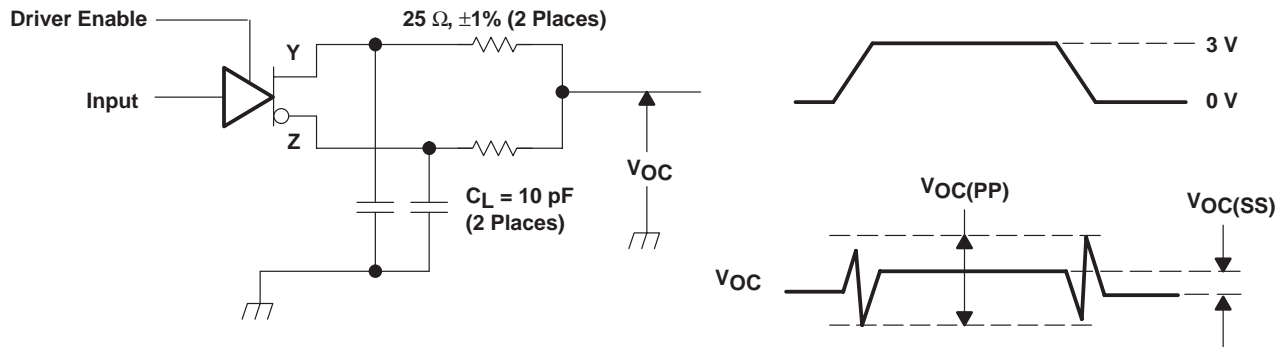 Driver Enable
25 Ω, ±1% (2 Places)
Y
Input
Z
CL = 10 pF
(2 Places)
VOC
3 V
0 V
VOC(PP)
VOC(SS)
VOC